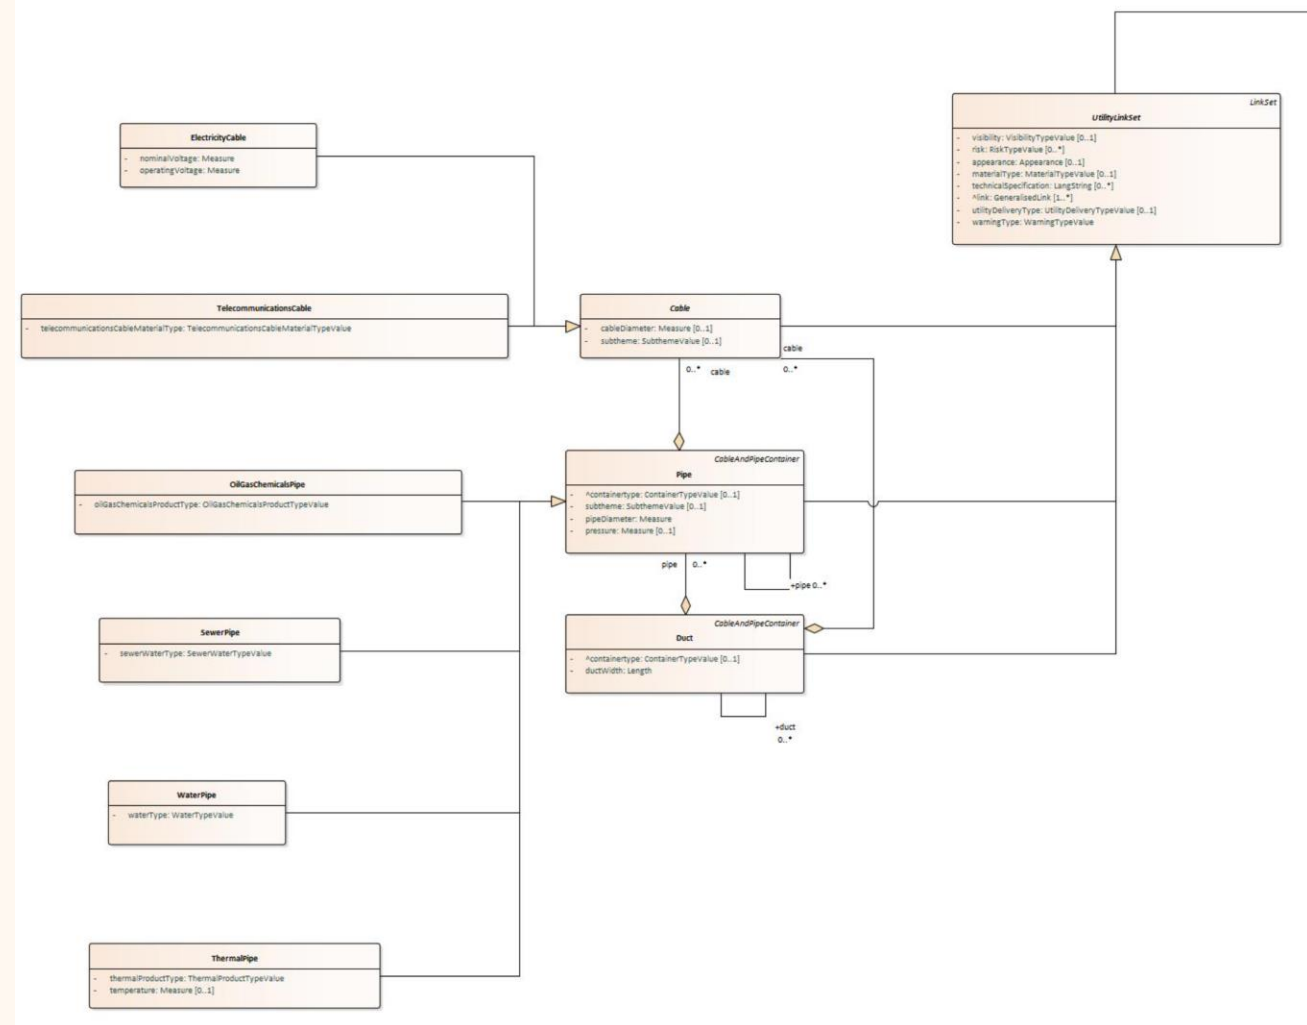 LinkSet
UtilityLinkSet
- visibility: VisibilityTypeValue [0..1]
- risk: RiskTypeValue [0..*]
- appearance: Appearance [0..1]
- materialType: MaterialTypeValue [0..1]
- technicalSpecification: LangString [0..*]
- ^link: GeneralisedLink [1..*]
- utilityDeliveryType: UtilityDeliveryTypeValue [0..1]
- warningType: WarningTypeValue
ElectricityCable
- nominalVoltage: Measure
- operatingVoltage: Measure
TelecommunicationsCable
- telecommunicationsCableMaterialType: TelecommunicationsCableMaterialTypeValue
Cable
- cableDiameter: Measure [0..1]
- subtheme: SubthemeValue [0..1]
cable
0..*
0..* cable
CableAndPipeContainer
Pipe
- ^containertype: ContainerTypeValue [0..1]
- subtheme: SubthemeValue [0..1]
- pipeDiameter: Measure
- pressure: Measure [0..1]
OilGasChemicalsPipe
- oilGasChemicalsProductType: OilGasChemicalsProductTypeValue
pipe 0..*
+pipe 0..*
CableAndPipeContainer
Duct
- ^containertype: ContainerTypeValue [0..1]
- ductWidth: Length
+duct
0..*
SewerPipe
- sewerWaterType: SewerWaterTypeValue
WaterPipe
- waterType: WaterTypeValue
ThermalPipe
- thermalProductType: ThermalProductTypeValue
- temperature: Measure [0..1]